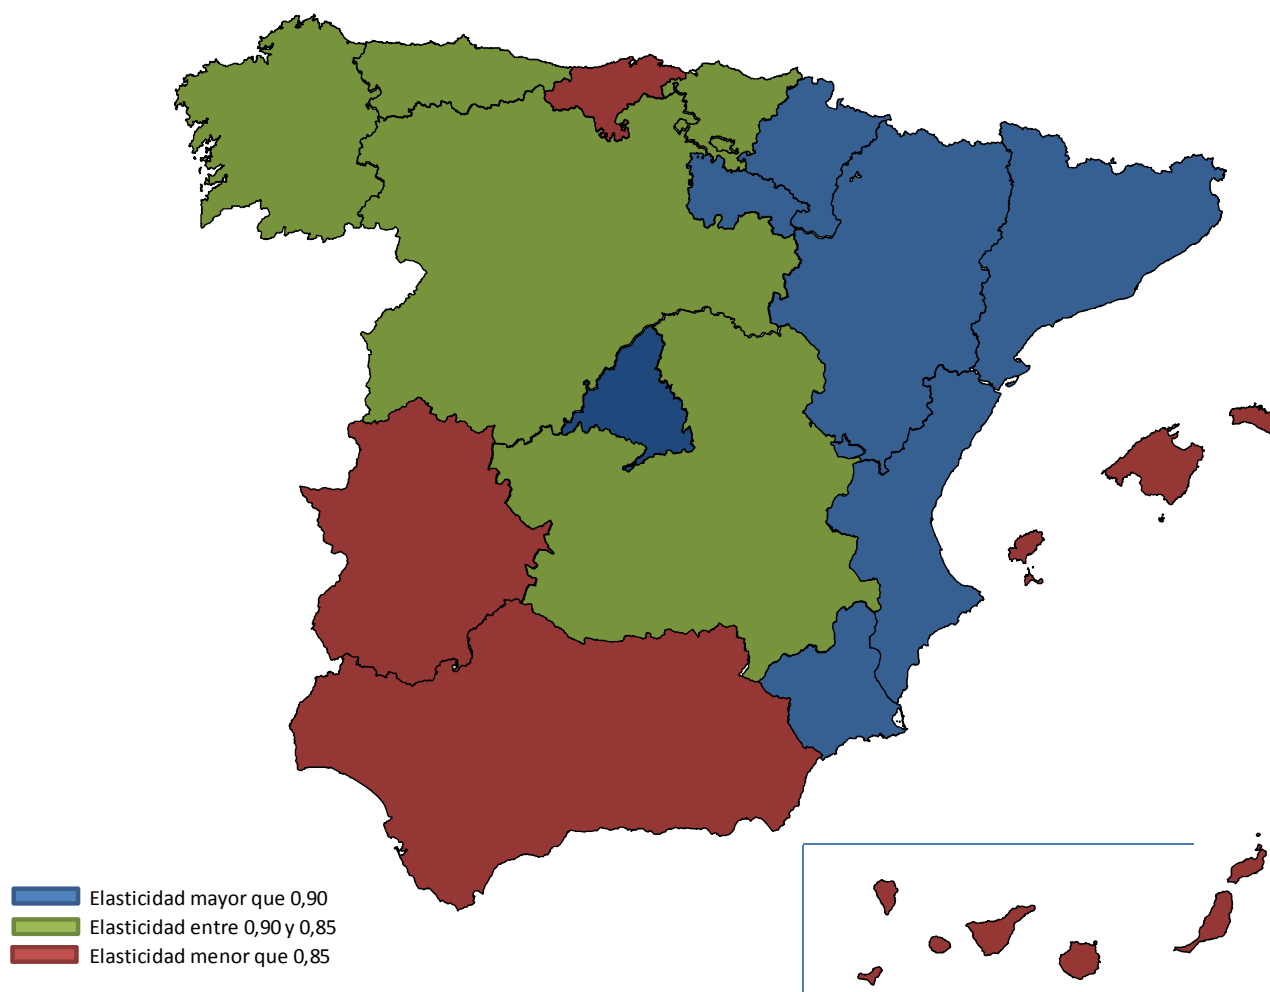 Elasticidad mayor que 0,90
Elasticidad entre 0,90 y 0,85
Elasticidad menor que 0,85